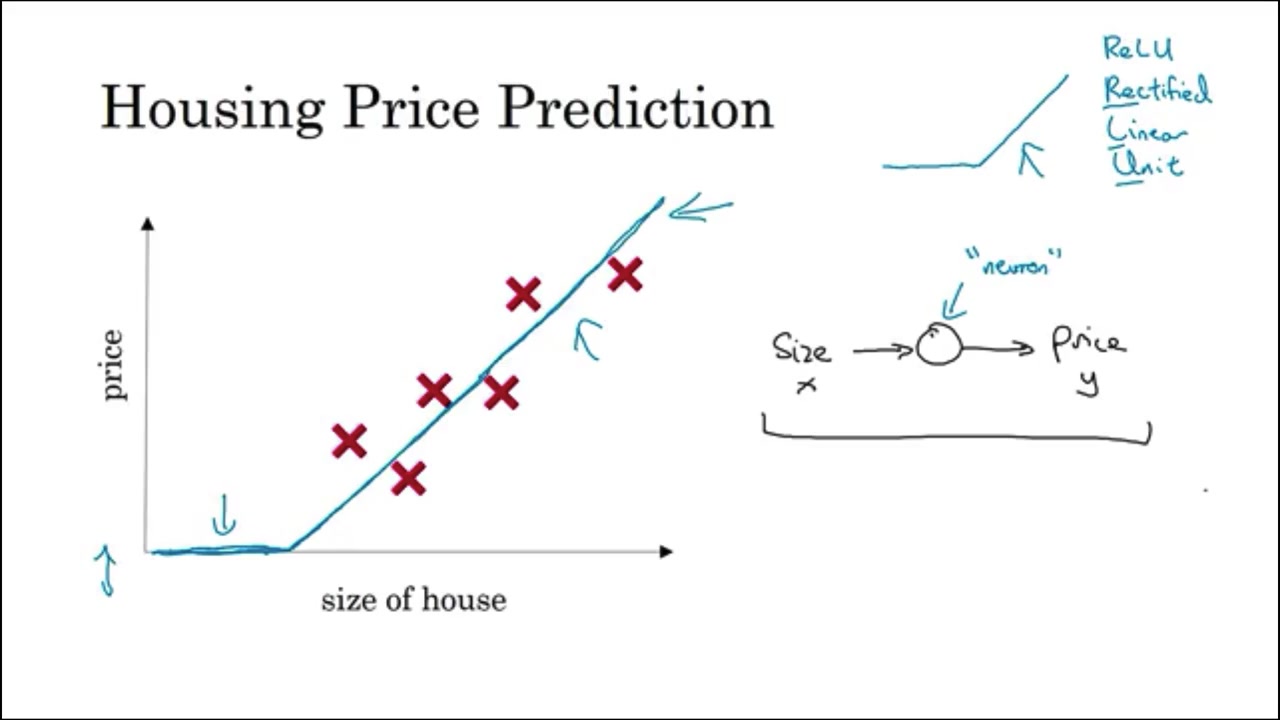 Housing Price Prediction
ReLU
Rectified
Linear
Unit
price
size of house
"neuron"
Size
x
Price
y